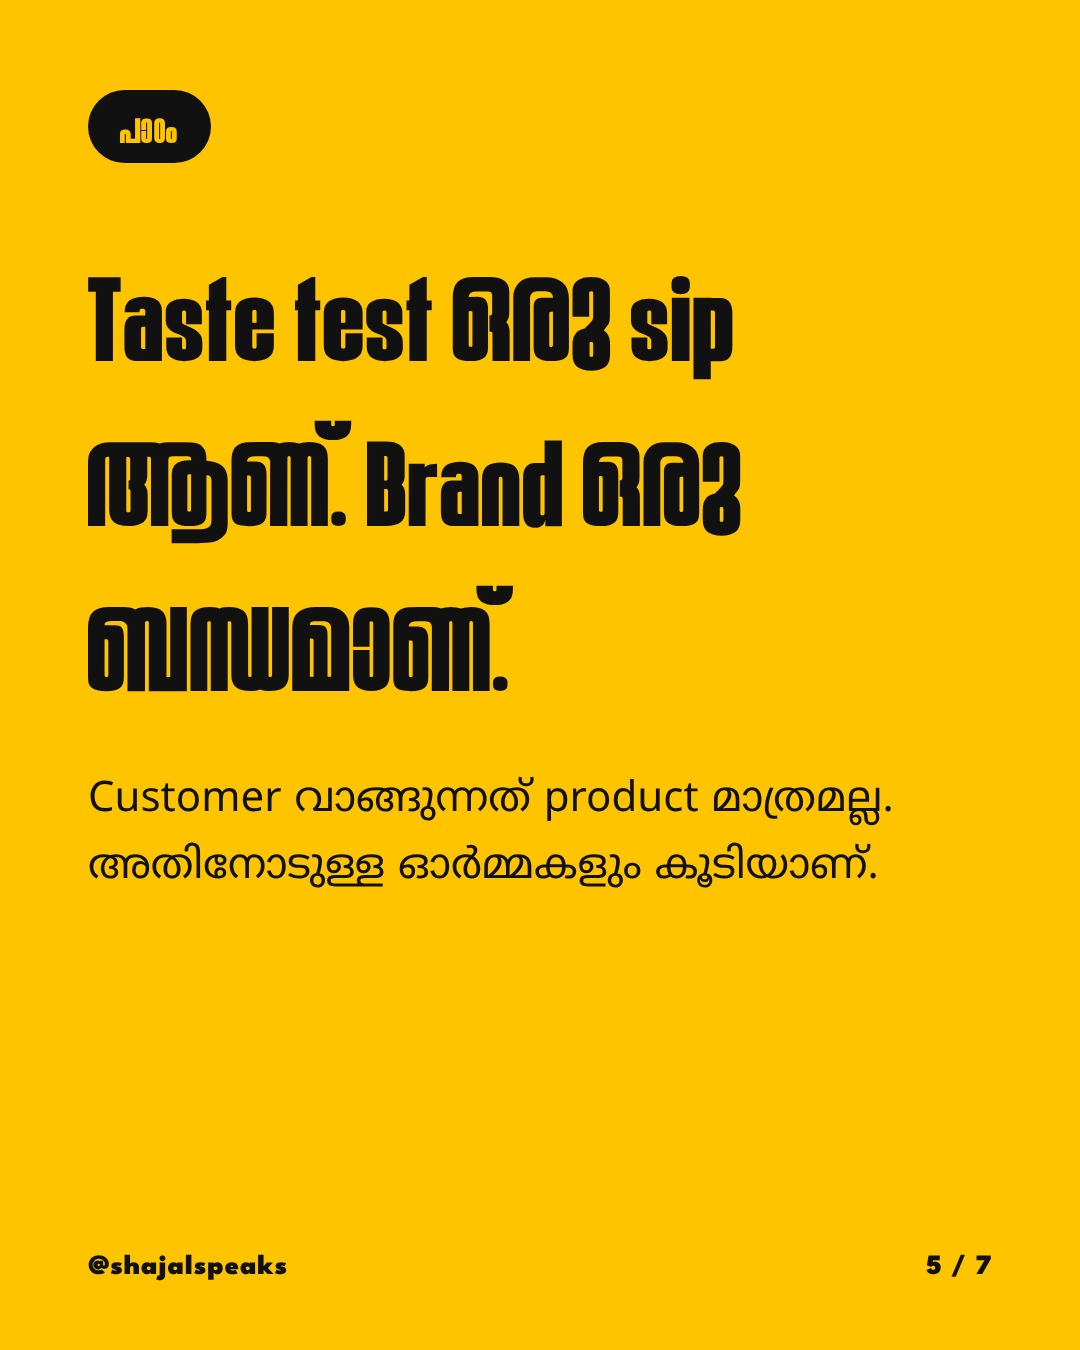 പാഠം
Taste test ഒരു sip
ആണ്. Brand ഒരു
ബന്ധമാണ്.
Customer വാങ്ങുന്നത് product മാത്രമല്ല.
അതിനോടുള്ള ഓർമ്മകളും കൂടിയാണ്.
@shajalspeaks
5 / 7